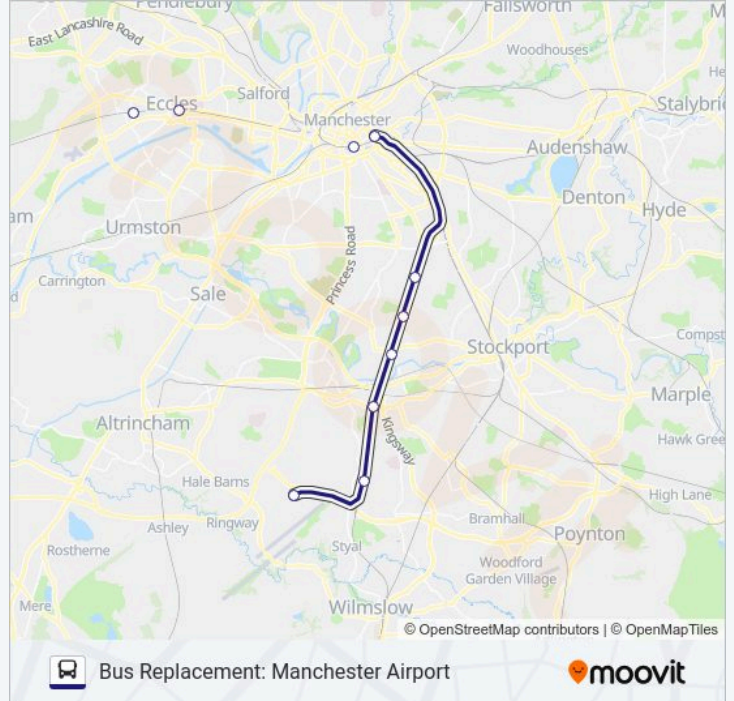 Pendlebury
Failsworth
East Lancashire Road
Woodhouses
Salford
Eccles
Manchester
Audenshaw
Denton
Hyde
Urmston
Princess Road
Carrington
Sale
Stockport
Marple
Altrincham
Kingsway
Hawk Gree
Hale Barns
High Lane
Ringway
Ashley
Bramhall
Poynton
Styal
Rostherne
Woodford
Garden Village
Mere
Wilmslow
© OpenStreetMap contributors | © OpenMapTiles
Bus Replacement: Manchester Airport
moovit